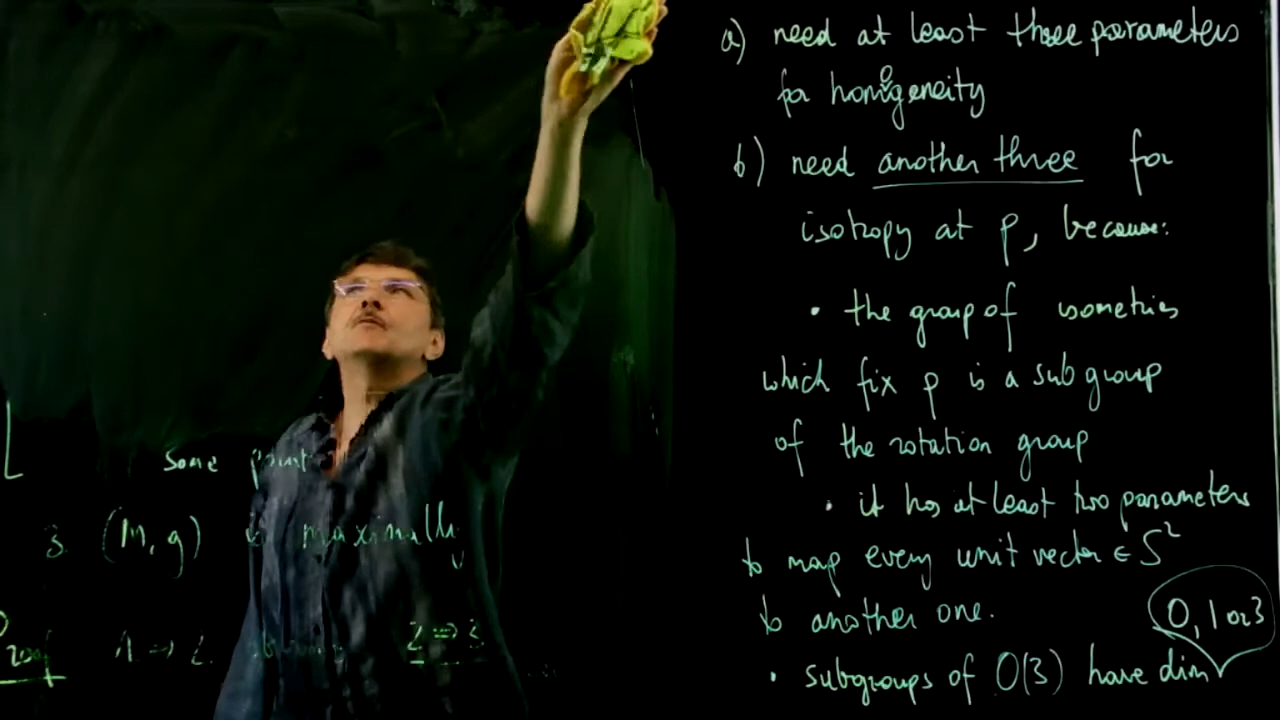 some point
3. (M, g) is maximally
Proof 1 ⇒ 2 2 ⇒ 3
a) need at least three parameters
for homogeneity
b) need another three for
isotropy at p, because:
• the group of isometries
which fix p is a subgroup
of the rotation group
• it has at least two parameters
to map every unit vector ∈ S²
to another one.
• subgroups of O(3) have dim
0, 1 or 3